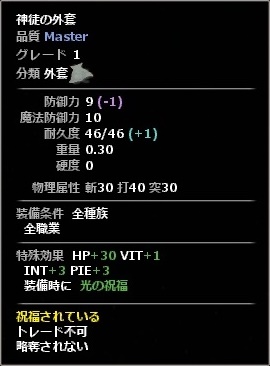 神徒の外套
品質 Master
グレード 1
分類 外套
防御力 9 (-1)
魔法防御力 10
耐久度 46/46 (+1)
重量 0.30
硬度 0
物理属性 斬30 打40 突30
装備条件 全種族
全職業
特殊効果 HP+30 VIT+1
INT+3 PIE+3
装備時に 光の祝福
祝福されている
トレード不可
略奪されない